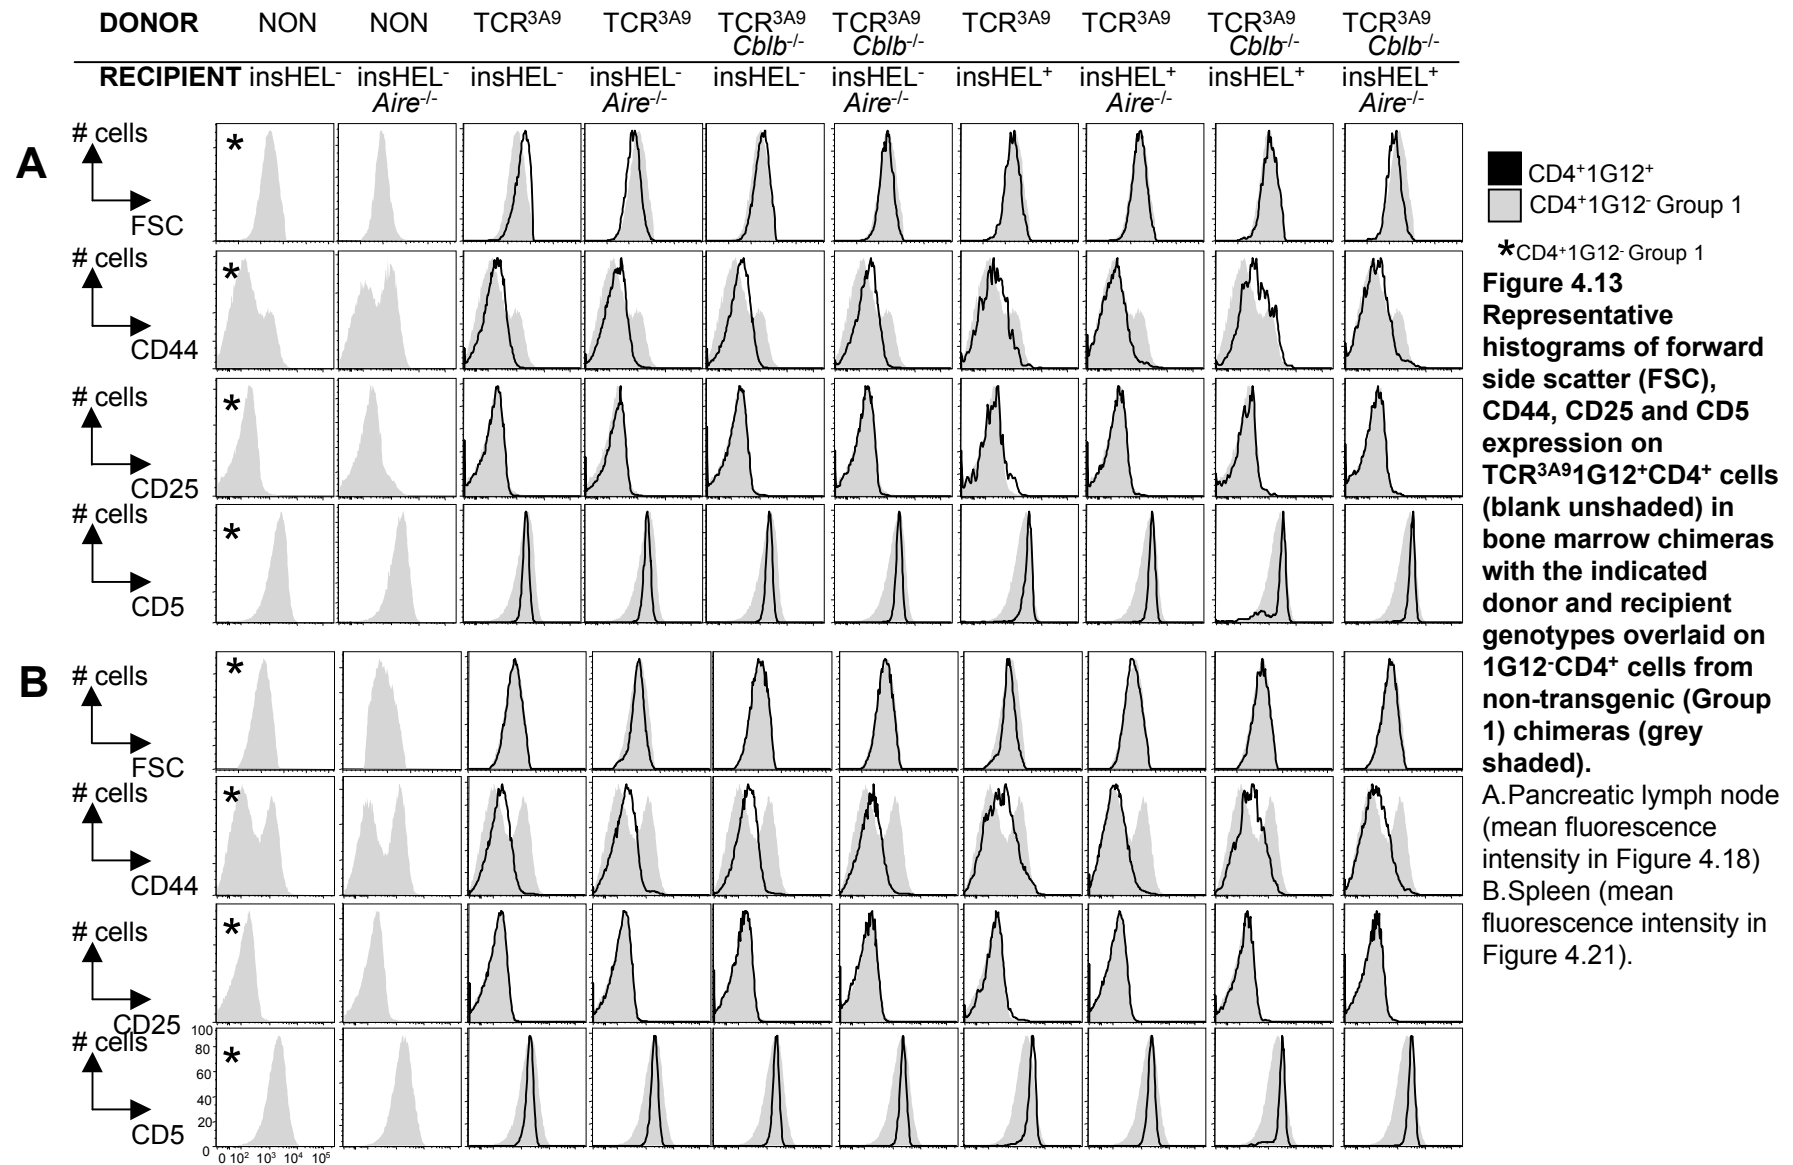 DONOR NON NON TCR3A9 TCR3A9 TCR3A9 TCR3A9 TCR3A9 TCR3A9 TCR3A9 TCR3A9
Cblb-/- Cblb-/- Cblb-/- Cblb-/-
RECIPIENT insHEL- insHEL- insHEL- insHEL- insHEL- insHEL- insHEL+ insHEL+ insHEL+ insHEL+
Aire-/- Aire-/- Aire-/- Aire-/- Aire-/-
A
# cells
*
FSC
# cells
*
CD44
# cells
*
CD25
# cells
*
CD5
B
# cells
*
FSC
# cells
*
CD44
# cells
*
CD25
# cells
*
CD5
100
80
60
40
20
0
0 10² 10³ 10⁴ 10⁵
CD4+1G12+
CD4+1G12- Group 1
*CD4+1G12- Group 1
Figure 4.13
Representative
histograms of forward
side scatter (FSC),
CD44, CD25 and CD5
expression on
TCR3A91G12+CD4+ cells
(blank unshaded) in
bone marrow chimeras
with the indicated
donor and recipient
genotypes overlaid on
1G12-CD4+ cells from
non-transgenic (Group
1) chimeras (grey
shaded).
A.Pancreatic lymph node
(mean fluorescence
intensity in Figure 4.18)
B.Spleen (mean
fluorescence intensity in
Figure 4.21).